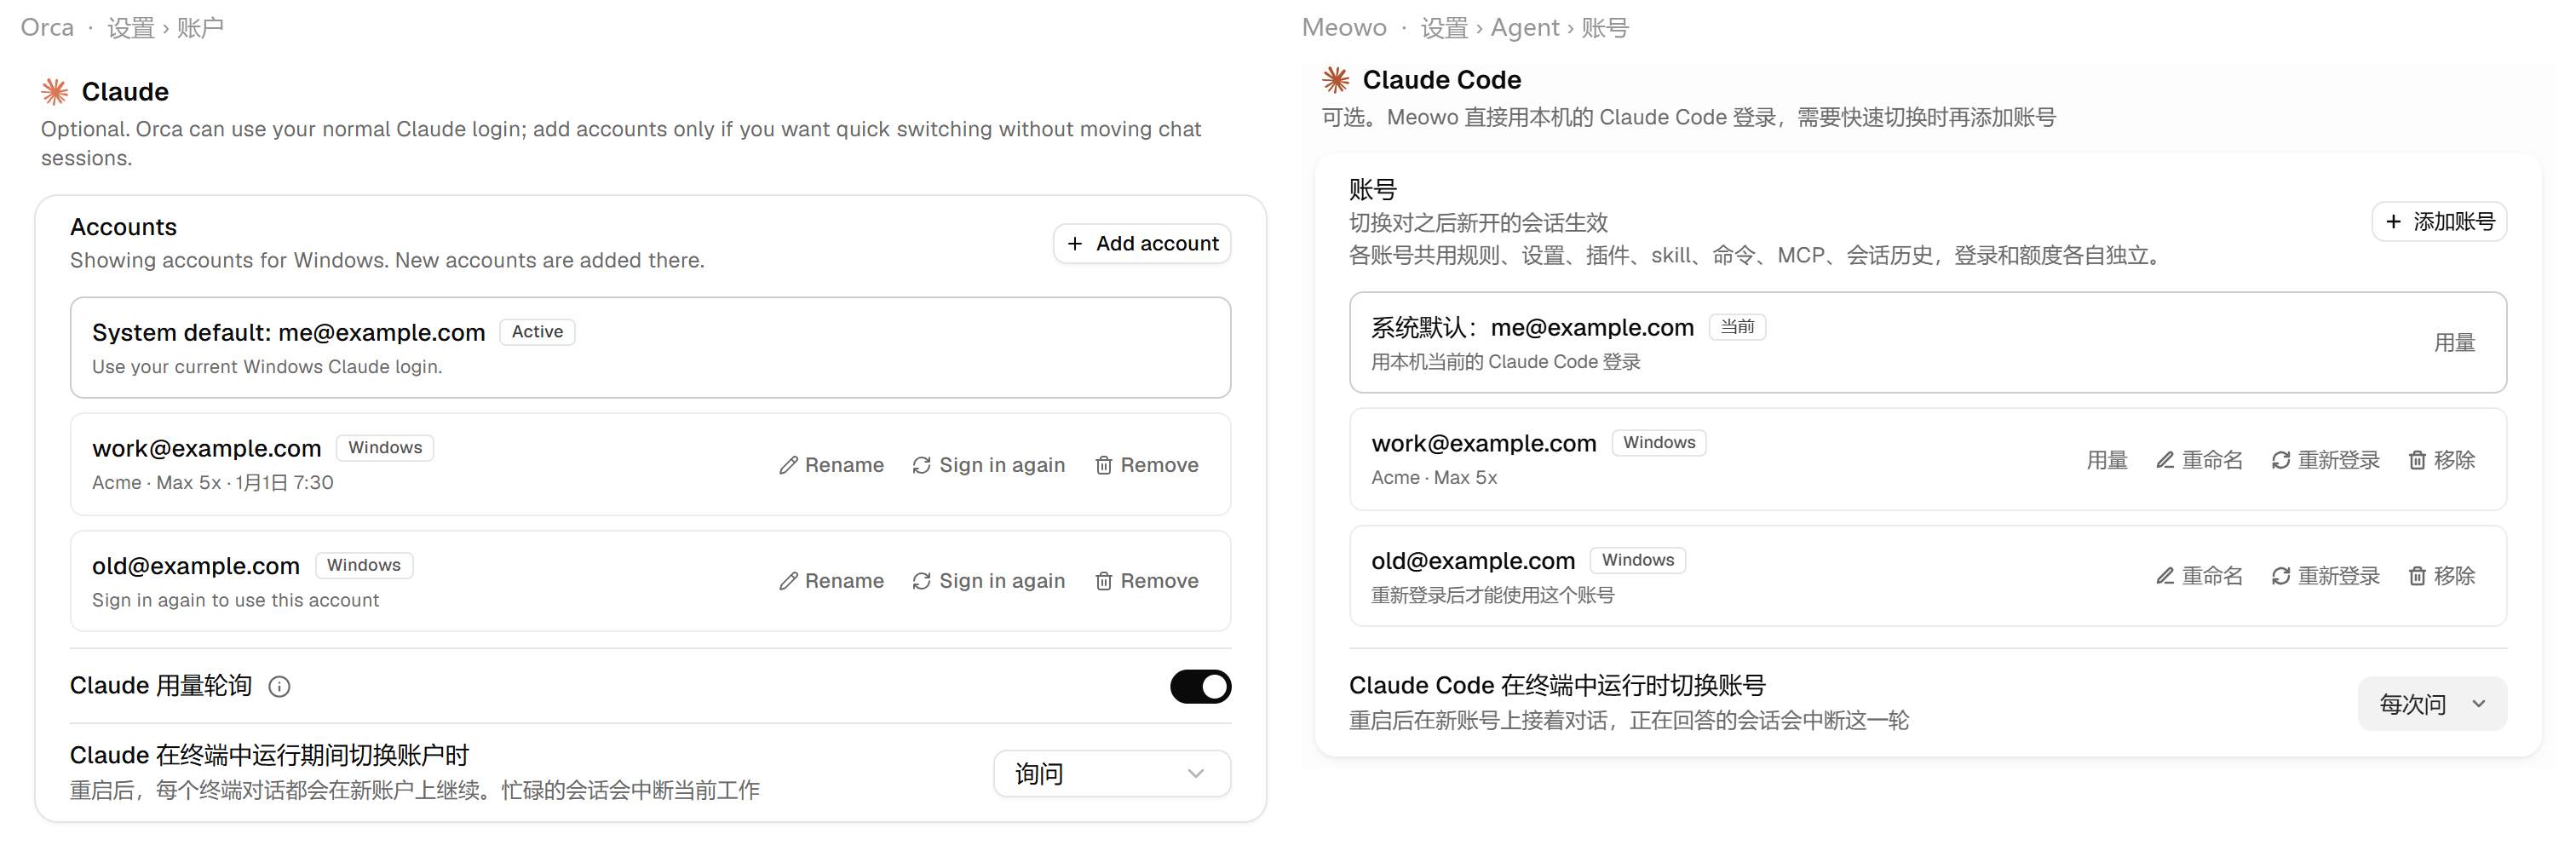 Orca · 设置 › 账户
Claude
Optional. Orca can use your normal Claude login; add accounts only if you want quick switching without moving chat
sessions.
Accounts
Showing accounts for Windows. New accounts are added there.
+ Add account
System default: me@example.com Active
Use your current Windows Claude login.
work@example.com Windows
Acme · Max 5x · 1月1日 7:30
Rename Sign in again Remove
old@example.com Windows
Sign in again to use this account
Rename Sign in again Remove
Claude 用量轮询
Claude 在终端中运行期间切换账户时
重启后，每个终端对话都会在新账户上继续。忙碌的会话会中断当前工作
询问
Meowo · 设置 › Agent › 账号
Claude Code
可选。Meowo 直接用本机的 Claude Code 登录，需要快速切换时再添加账号
账号
切换对之后新开的会话生效
各账号共用规则、设置、插件、skill、命令、MCP、会话历史，登录和额度各自独立。
+ 添加账号
系统默认：me@example.com 当前
用本机当前的 Claude Code 登录
用量
work@example.com Windows
Acme · Max 5x
用量 重命名 重新登录 移除
old@example.com Windows
重新登录后才能使用这个账号
重命名 重新登录 移除
Claude Code 在终端中运行时切换账号
重启后在新账号上接着对话，正在回答的会话会中断这一轮
每次问